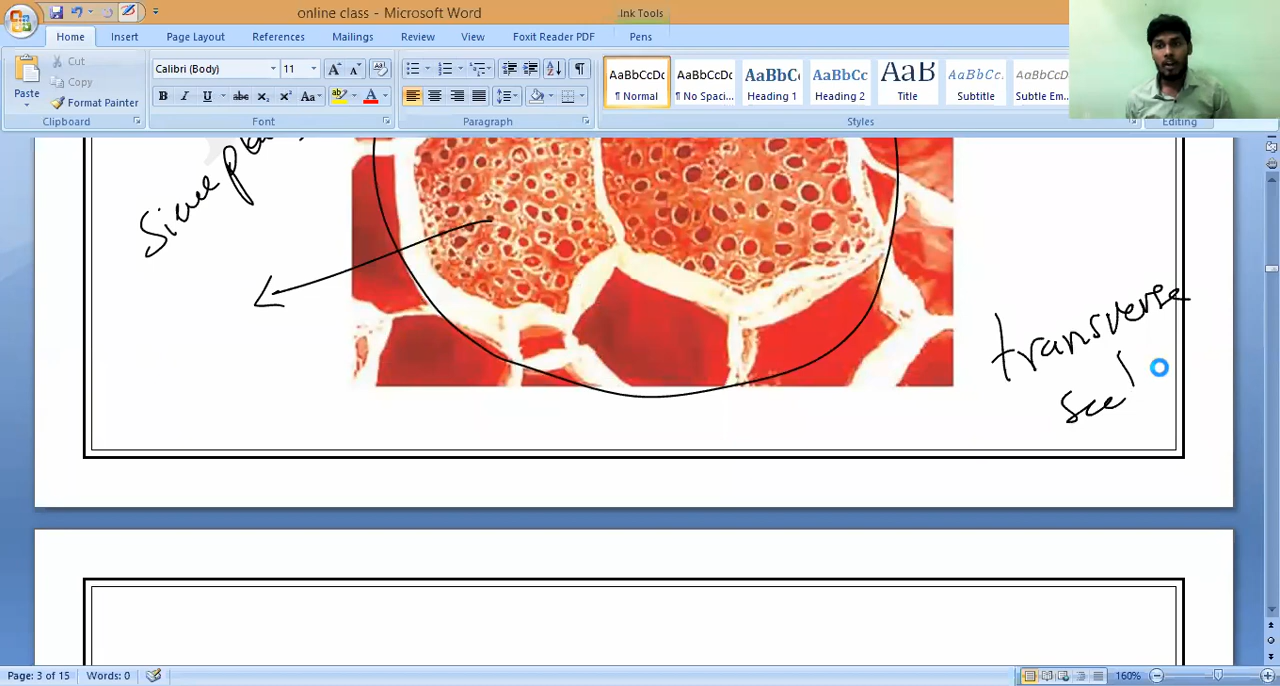 online class - Microsoft Word
Ink Tools
Home Insert Page Layout References Mailings Review View Foxit Reader PDF Pens
Paste
Cut
Copy
Format Painter
Clipboard
Calibri (Body) 11
Font
Paragraph
AaBbCcDc AaBbCcDc AaBbC AaBbCc AaB AaBbCc. AaBbCcDc
¶ Normal ¶ No Spaci... Heading 1 Heading 2 Title Subtitle Subtle Em...
Styles
Editing
Sieve
transverse
Page: 3 of 15 Words: 0 160%